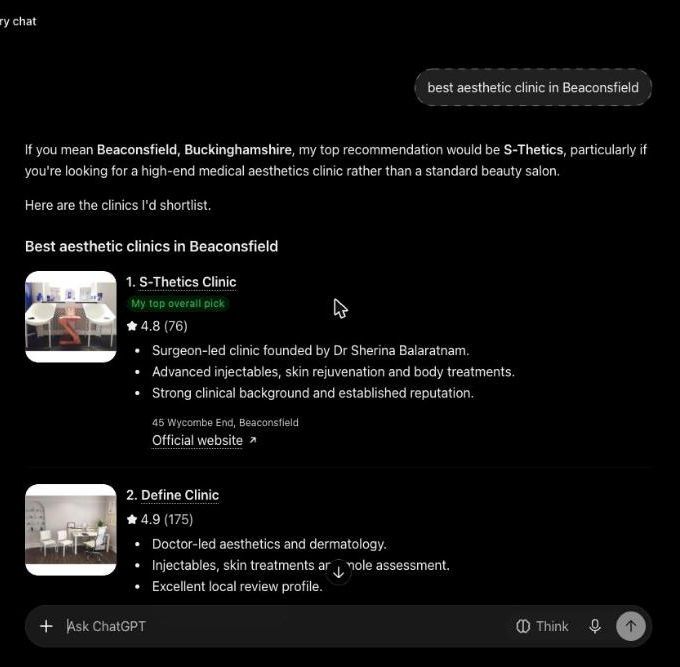 ry chat
best aesthetic clinic in Beaconsfield
If you mean Beaconsfield, Buckinghamshire, my top recommendation would be S-Thetics, particularly if
you're looking for a high-end medical aesthetics clinic rather than a standard beauty salon.
Here are the clinics I'd shortlist.
Best aesthetic clinics in Beaconsfield
1. S-Thetics Clinic
My top overall pick
★ 4.8 (76)
• Surgeon-led clinic founded by Dr Sherina Balaratnam.
• Advanced injectables, skin rejuvenation and body treatments.
• Strong clinical background and established reputation.
45 Wycombe End, Beaconsfield
Official website ↗
2. Define Clinic
★ 4.9 (175)
• Doctor-led aesthetics and dermatology.
• Injectables, skin treatments an mole assessment.
• Excellent local review profile.
Ask ChatGPT
Think